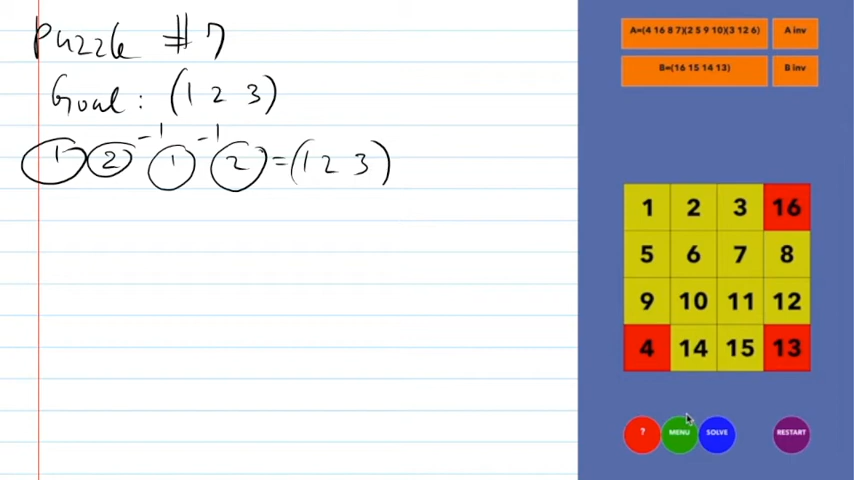 Puzzle #7
Goal: (1 2 3)
① ②⁻¹ ①⁻¹ ② = (1 2 3)
A=(4 16 8 7)(2 5 9 10)(3 12 6)
A inv
B=(16 15 14 13)
B inv
1 2 3 16
5 6 7 8
9 10 11 12
4 14 15 13
?
MENU
SOLVE
RESTART